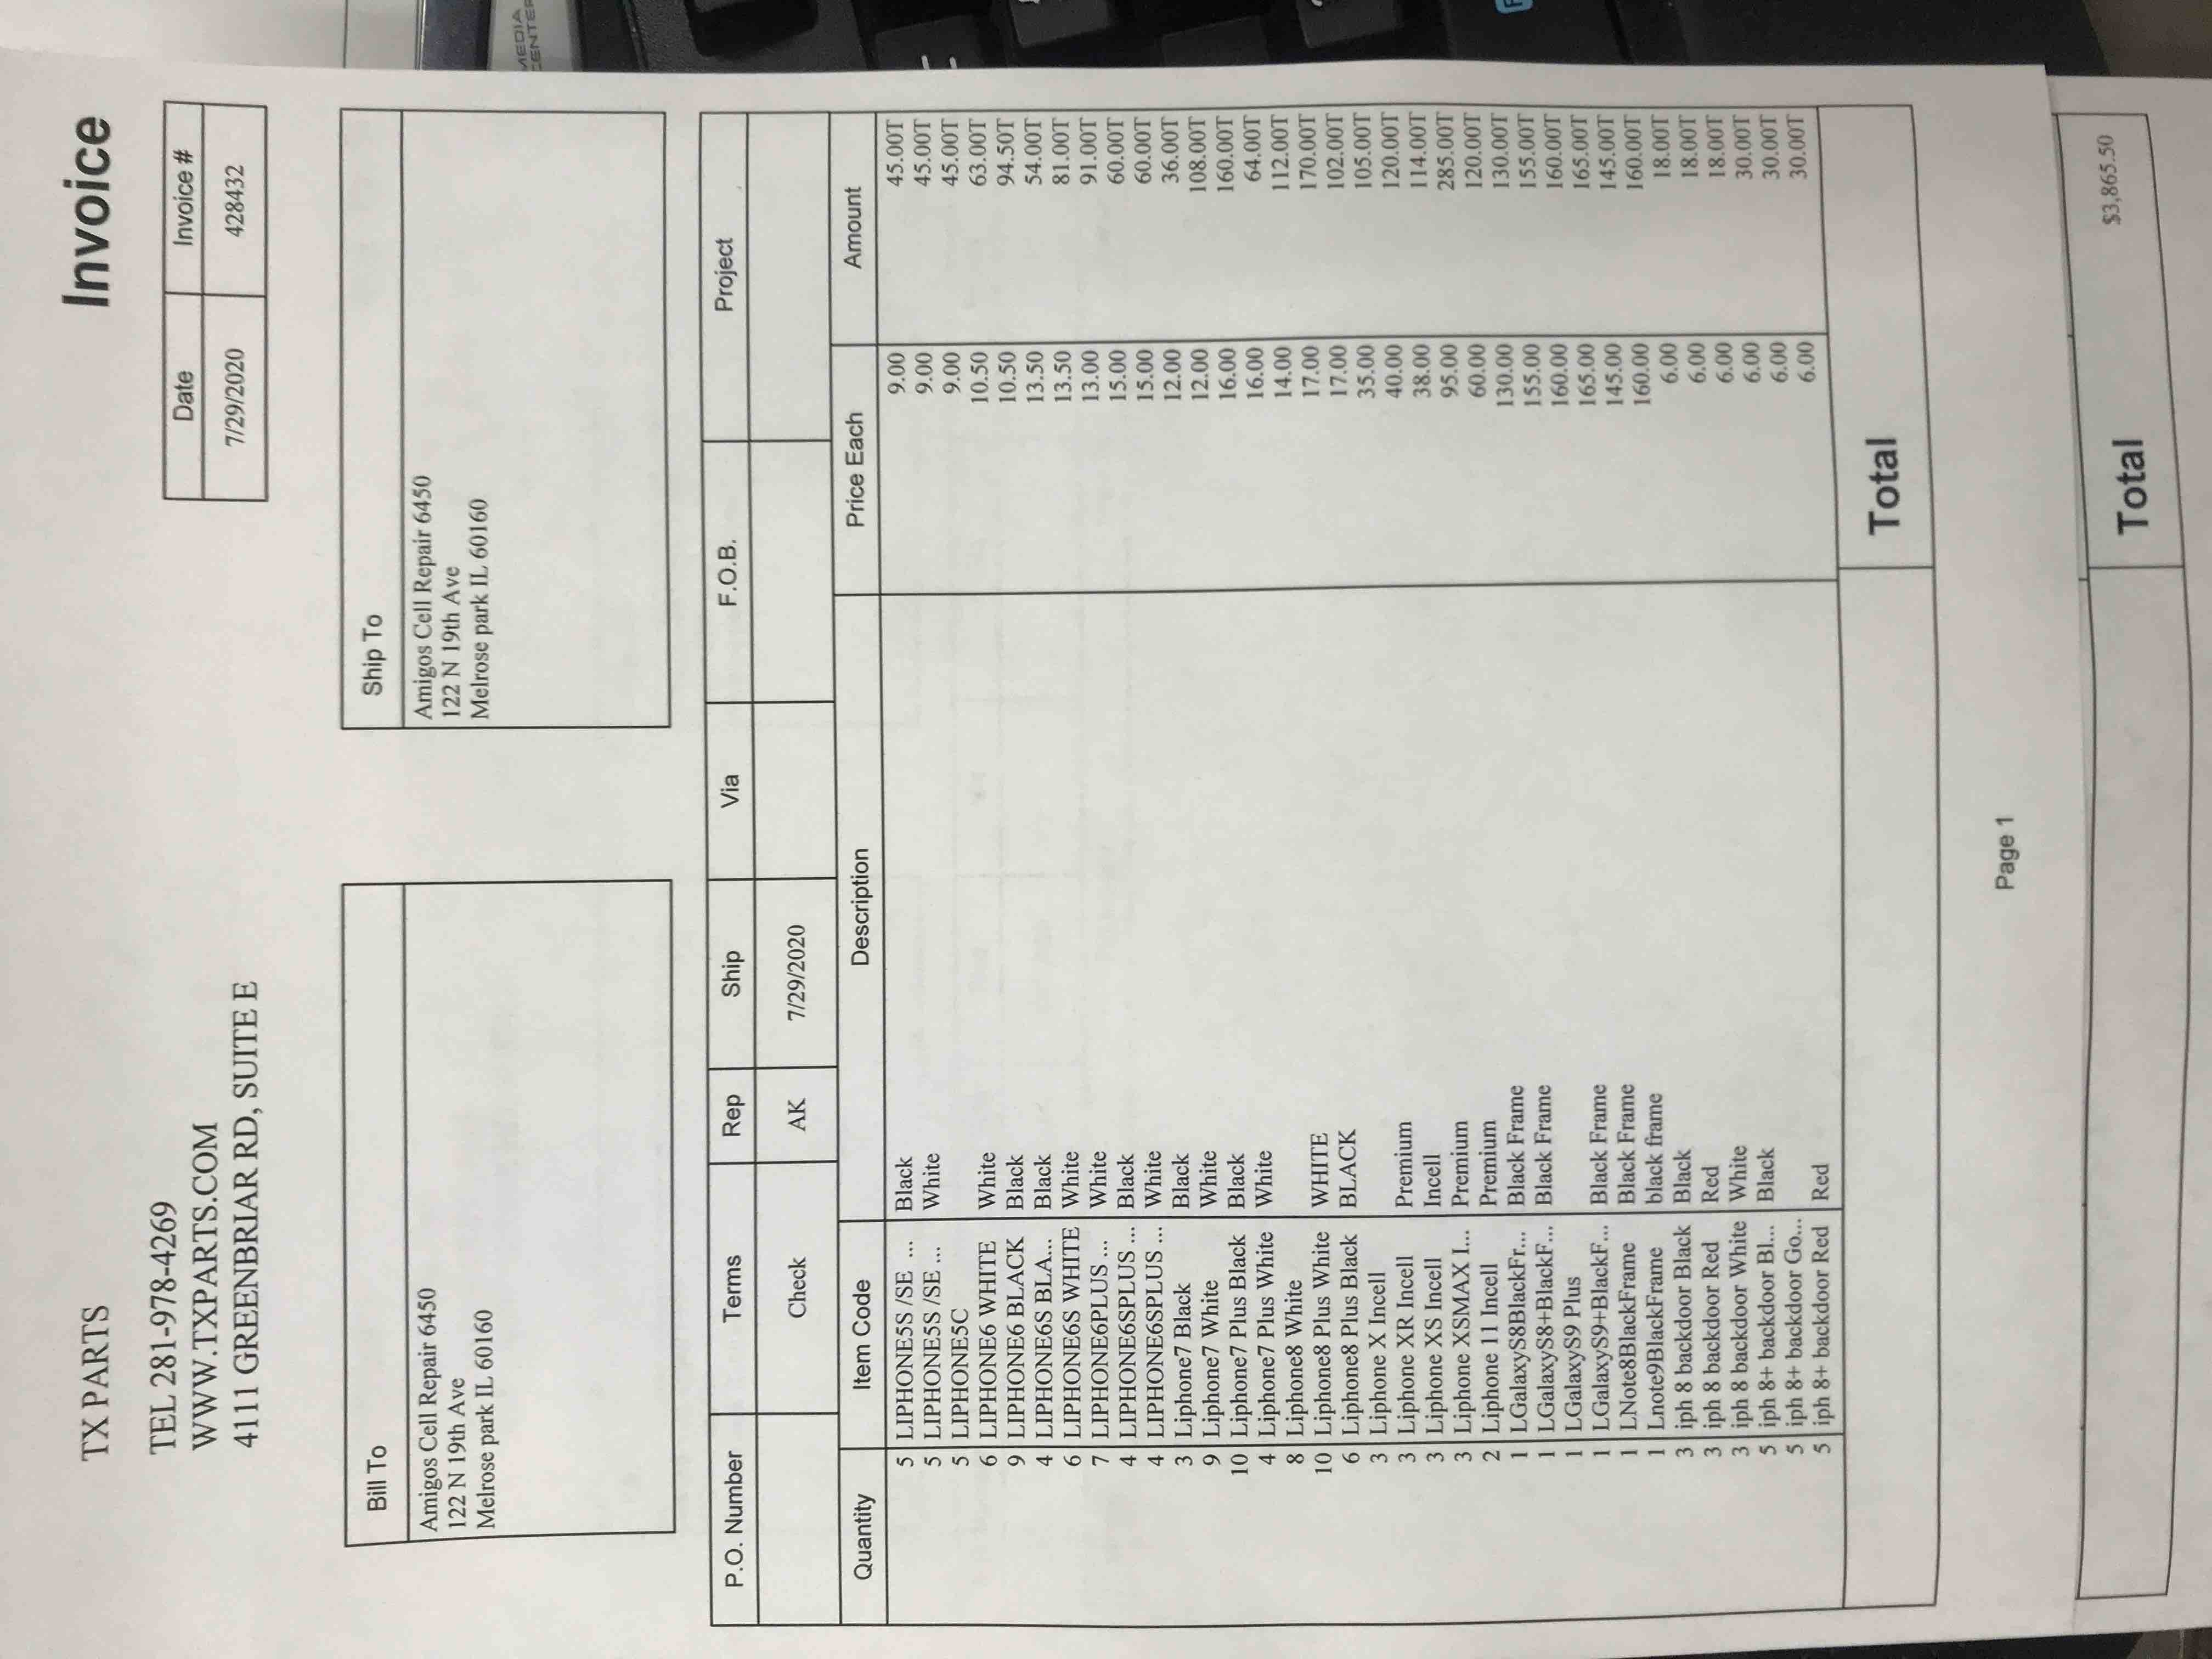 Invoice
TX PARTS
TEL 281-978-4269
WWW.TXPARTS.COM
4111 GREENBRIAR RD, SUITE E
Date Invoice #
7/29/2020 428432
Bill To
Amigos Cell Repair 6450
122 N 19th Ave
Melrose park IL 60160
Ship To
Amigos Cell Repair 6450
122 N 19th Ave
Melrose park IL 60160
MEDIA
CENTER
P.O. Number Terms Rep Ship Via F.O.B. Project
Check AK 7/29/2020
Quantity Item Code Description Price Each Amount
5 LIPHONE5S /SE ... Black 9.00 45.00T
5 LIPHONE5S /SE ... White 9.00 45.00T
5 LIPHONE5C 9.00 45.00T
6 LIPHONE6 WHITE White 10.50 63.00T
9 LIPHONE6 BLACK Black 10.50 94.50T
4 LIPHONE6S BLA... Black 13.50 54.00T
6 LIPHONE6S WHITE White 13.50 81.00T
7 LIPHONE6PLUS ... White 13.00 91.00T
4 LIPHONE6SPLUS ... Black 15.00 60.00T
4 LIPHONE6SPLUS ... White 15.00 60.00T
3 Liphone7 Black Black 12.00 36.00T
9 Liphone7 White White 12.00 108.00T
10 Liphone7 Plus Black Black 16.00 160.00T
4 Liphone7 Plus White White 16.00 64.00T
8 Liphone8 White 14.00 112.00T
10 Liphone8 Plus White WHITE 17.00 170.00T
6 Liphone8 Plus Black BLACK 17.00 102.00T
3 Liphone X Incell 35.00 105.00T
3 Liphone XR Incell Premium 40.00 120.00T
3 Liphone XS Incell Incell 38.00 114.00T
3 Liphone XSMAX I... Premium 95.00 285.00T
2 Liphone 11 Incell Premium 60.00 120.00T
1 LGalaxyS8BlackFr... Black Frame 130.00 130.00T
1 LGalaxyS8+BlackF... Black Frame 155.00 155.00T
1 LGalaxyS9 Plus 160.00 160.00T
1 LGalaxyS9+BlackF... Black Frame 165.00 165.00T
1 LNote8BlackFrame Black Frame 145.00 145.00T
1 Lnote9BlackFrame black frame 160.00 160.00T
3 iph 8 backdoor Black Black 6.00 18.00T
3 iph 8 backdoor Red Red 6.00 18.00T
3 iph 8 backdoor White White 6.00 18.00T
5 iph 8+ backdoor Bl... Black 6.00 30.00T
5 iph 8+ backdoor Go... 6.00 30.00T
5 iph 8+ backdoor Red Red 6.00 30.00T
Total
Page 1
Total $3,865.50